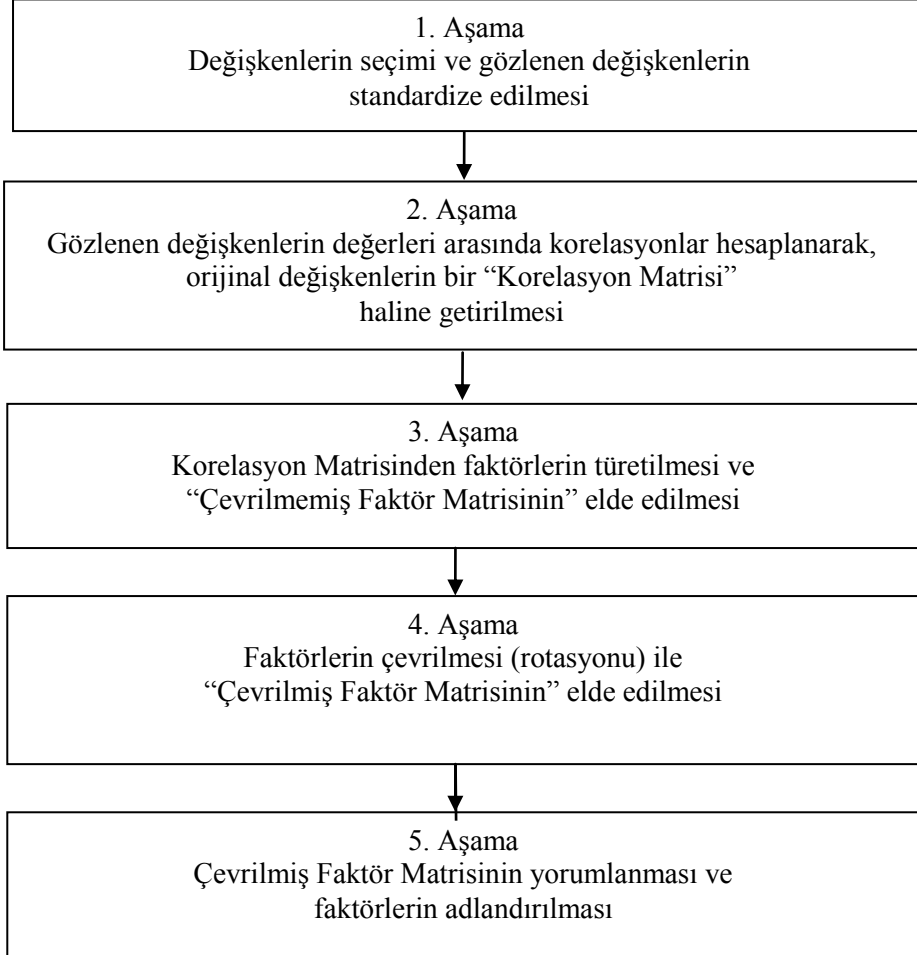 1. Aşama
Değişkenlerin seçimi ve gözlenen değişkenlerin
standardize edilmesi
2. Aşama
Gözlenen değişkenlerin değerleri arasında korelasyonlar hesaplanarak,
orijinal değişkenlerin bir “Korelasyon Matrisi”
haline getirilmesi
3. Aşama
Korelasyon Matrisinden faktörlerin türetilmesi ve
“Çevrilmemiş Faktör Matrisinin” elde edilmesi
4. Aşama
Faktörlerin çevrilmesi (rotasyonu) ile
“Çevrilmiş Faktör Matrisinin” elde edilmesi
5. Aşama
Çevrilmiş Faktör Matrisinin yorumlanması ve
faktörlerin adlandırılması